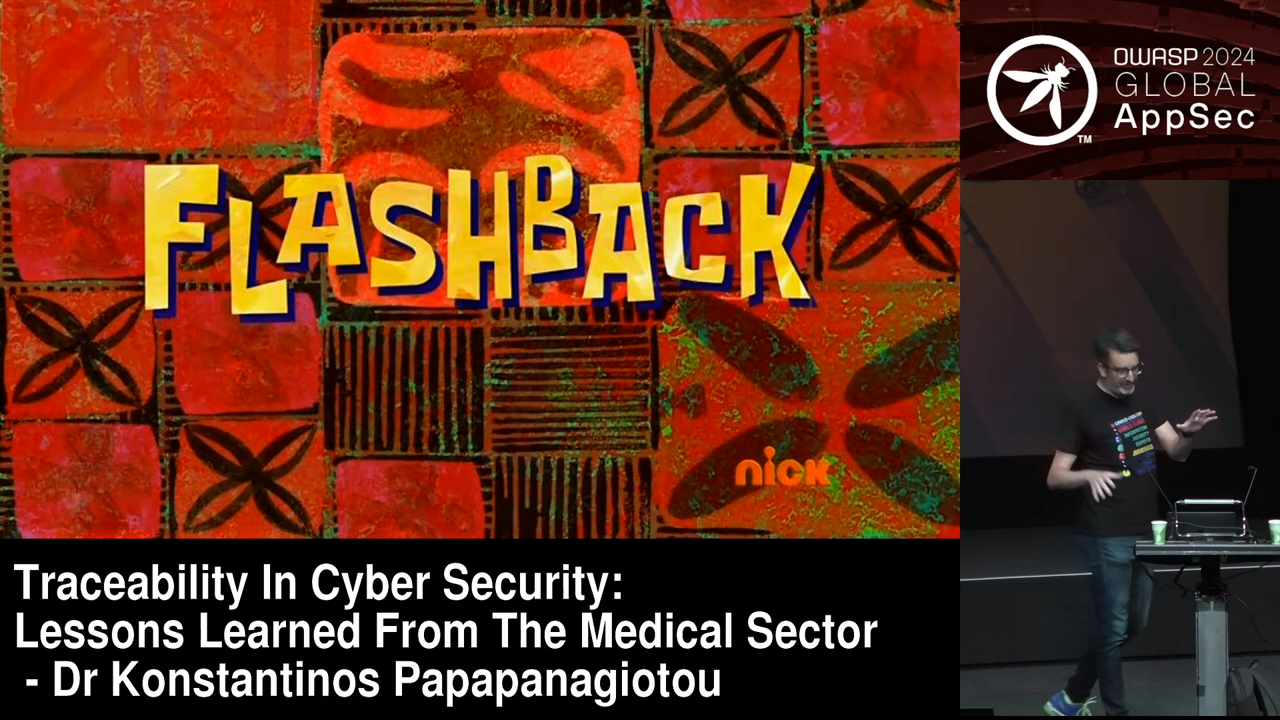 FLASHBACK
nick
OWASP 2024
GLOBAL
AppSec
TM
Traceability In Cyber Security:
Lessons Learned From The Medical Sector
- Dr Konstantinos Papapanagiotou